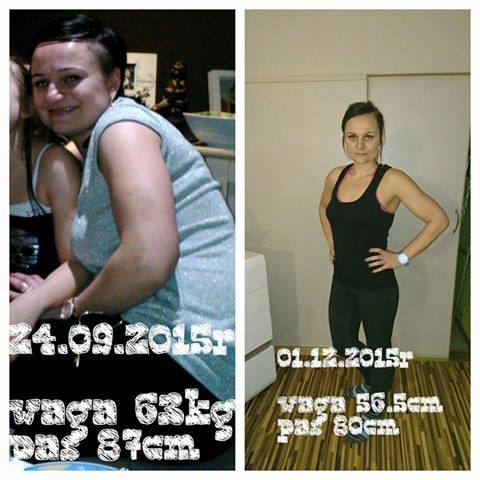 24.09.2015r
waga 63kg
pas 87cm
01.12.2015r
waga 56.5cm
pas 80cm